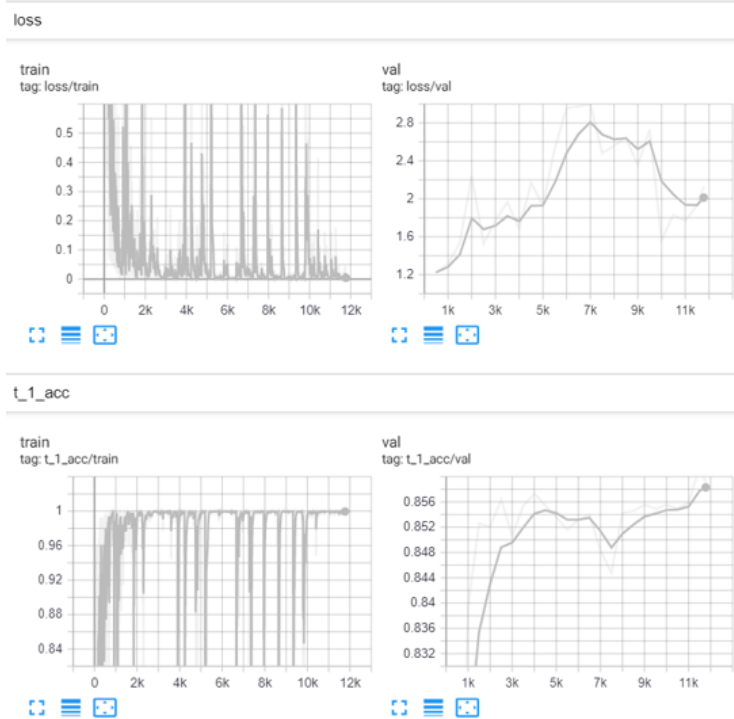 loss
train
tag: loss/train
0.5
0.4
0.3
0.2
0.1
0
0 2k 4k 6k 8k 10k 12k
val
tag: loss/val
2.8
2.4
2
1.6
1.2
1k 3k 5k 7k 9k 11k
t_1_acc
train
tag: t_1_acc/train
1
0.96
0.92
0.88
0.84
0 2k 4k 6k 8k 10k 12k
val
tag: t_1_acc/val
0.856
0.852
0.848
0.844
0.84
0.836
0.832
1k 3k 5k 7k 9k 11k